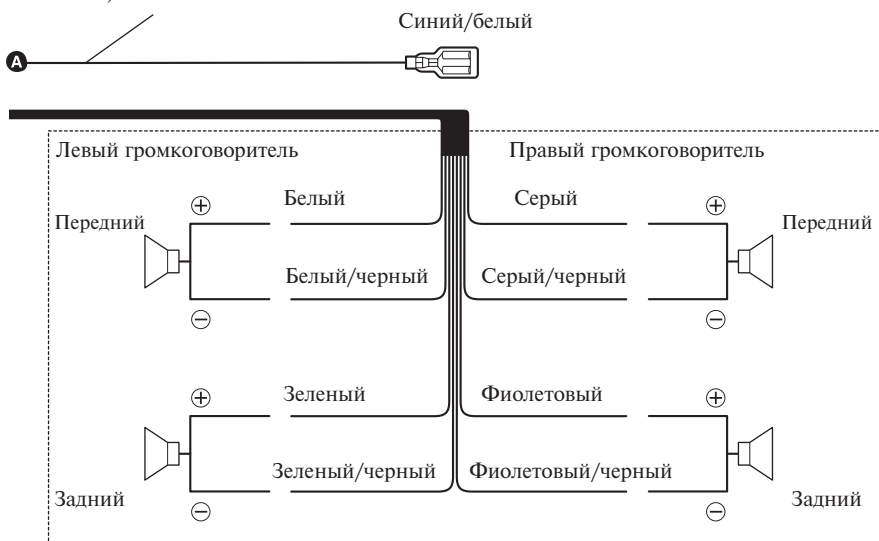 Синий/белый
A
Левый громкоговоритель Правый громкоговоритель
Белый Серый
Передний Передний
Белый/черный Серый/черный
Зеленый Фиолетовый
Зеленый/черный Фиолетовый/черный
Задний Задний